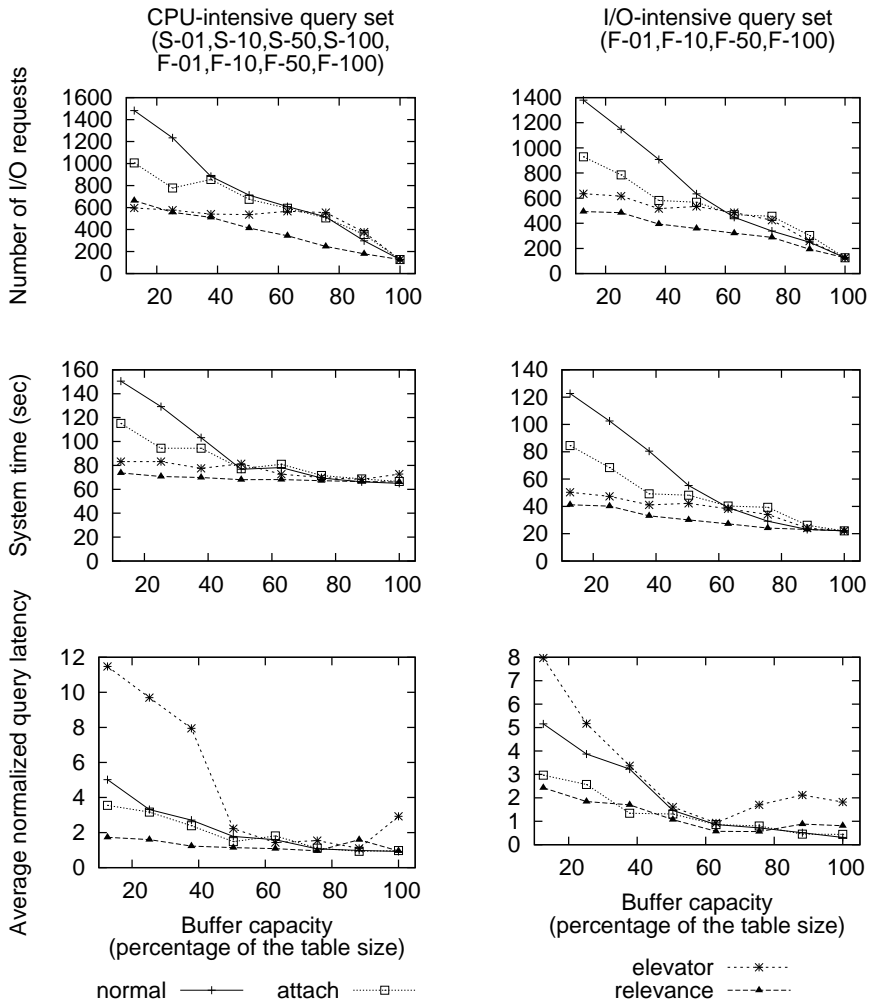 CPU-intensive query set
(S-01,S-10,S-50,S-100,
F-01,F-10,F-50,F-100)
I/O-intensive query set
(F-01,F-10,F-50,F-100)
Number of I/O requests
1600
1400
1200
1000
800
600
400
200
0
20 40 60 80 100
1400
1200
1000
800
600
400
200
0
20 40 60 80 100
System time (sec)
160
140
120
100
80
60
40
20
0
20 40 60 80 100
140
120
100
80
60
40
20
0
20 40 60 80 100
Average normalized query latency
12
10
8
6
4
2
0
20 40 60 80 100
Buffer capacity
(percentage of the table size)
8
7
6
5
4
3
2
1
0
20 40 60 80 100
Buffer capacity
(percentage of the table size)
normal
attach
elevator
relevance